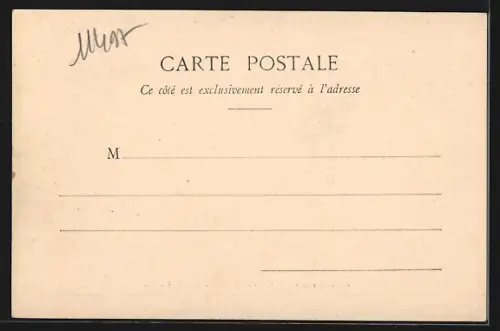 CARTE POSTALE
Ce côté est exclusivement réservé à l'adresse
M